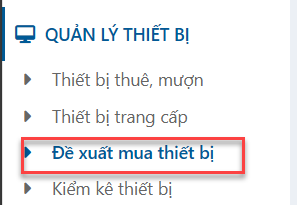 QUẢN LÝ THIẾT BỊ
Thiết bị thuê, mượn
Thiết bị trang cấp
Đề xuất mua thiết bị
Kiểm kê thiết bị